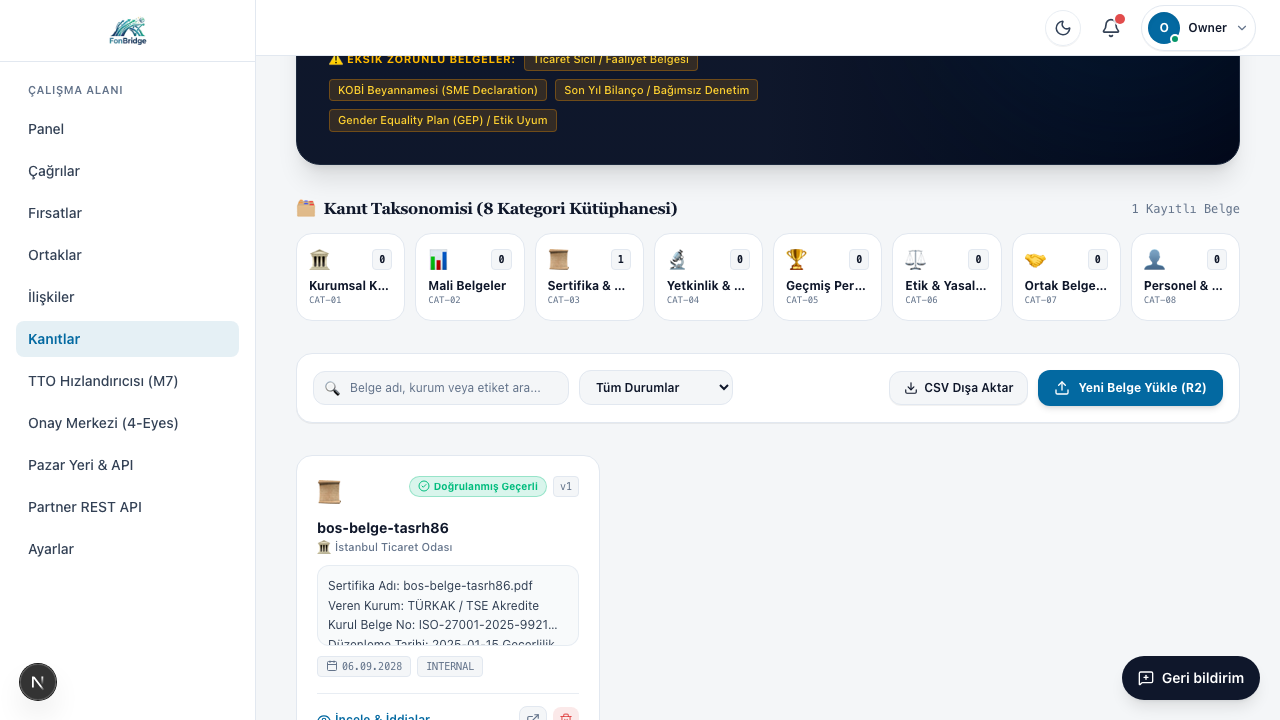 FonBridge
ÇALIŞMA ALANI
Panel
Çağrılar
Fırsatlar
Ortaklar
İlişkiler
Kanıtlar
TTO Hızlandırıcısı (M7)
Onay Merkezi (4-Eyes)
Pazar Yeri & API
Partner REST API
Ayarlar
N
O Owner
EKSİK ZORUNLU BELGELER: Ticaret Sicil / Faaliyet Belgesi
KOBİ Beyannamesi (SME Declaration) Son Yıl Bilanço / Bağımsız Denetim
Gender Equality Plan (GEP) / Etik Uyum
Kanıt Taksonomisi (8 Kategori Kütüphanesi) 1 Kayıtlı Belge
0 0 1 0 0 0 0 0
Kurumsal K... Mali Belgeler Sertifika & ... Yetkinlik & ... Geçmiş Per... Etik & Yasal... Ortak Belge... Personel & ...
CAT-01 CAT-02 CAT-03 CAT-04 CAT-05 CAT-06 CAT-07 CAT-08
Belge adı, kurum veya etiket ara... Tüm Durumlar CSV Dışa Aktar Yeni Belge Yükle (R2)
Doğrulanmış Geçerli v1
bos-belge-tasrh86
İstanbul Ticaret Odası
Sertifika Adı: bos-belge-tasrh86.pdf
Veren Kurum: TÜRKAK / TSE Akredite
Kurul Belge No: ISO-27001-2025-9921...
Düzenleme Tarihi: 2025-01-15 Geçerlilik
06.09.2028 INTERNAL
İncele & İddialar
Geri bildirim